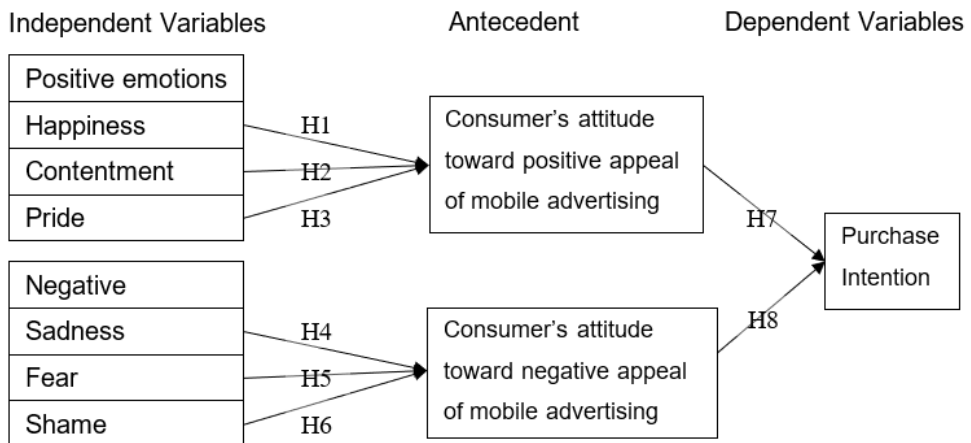 Independent Variables
Antecedent
Dependent Variables
Positive emotions
Happiness
Contentment
Pride
H1
H2
H3
Consumer's attitude
toward positive appeal
of mobile advertising
H7
Purchase
Intention
Negative
Sadness
Fear
Shame
H4
H5
H6
Consumer's attitude
toward negative appeal
of mobile advertising
H8